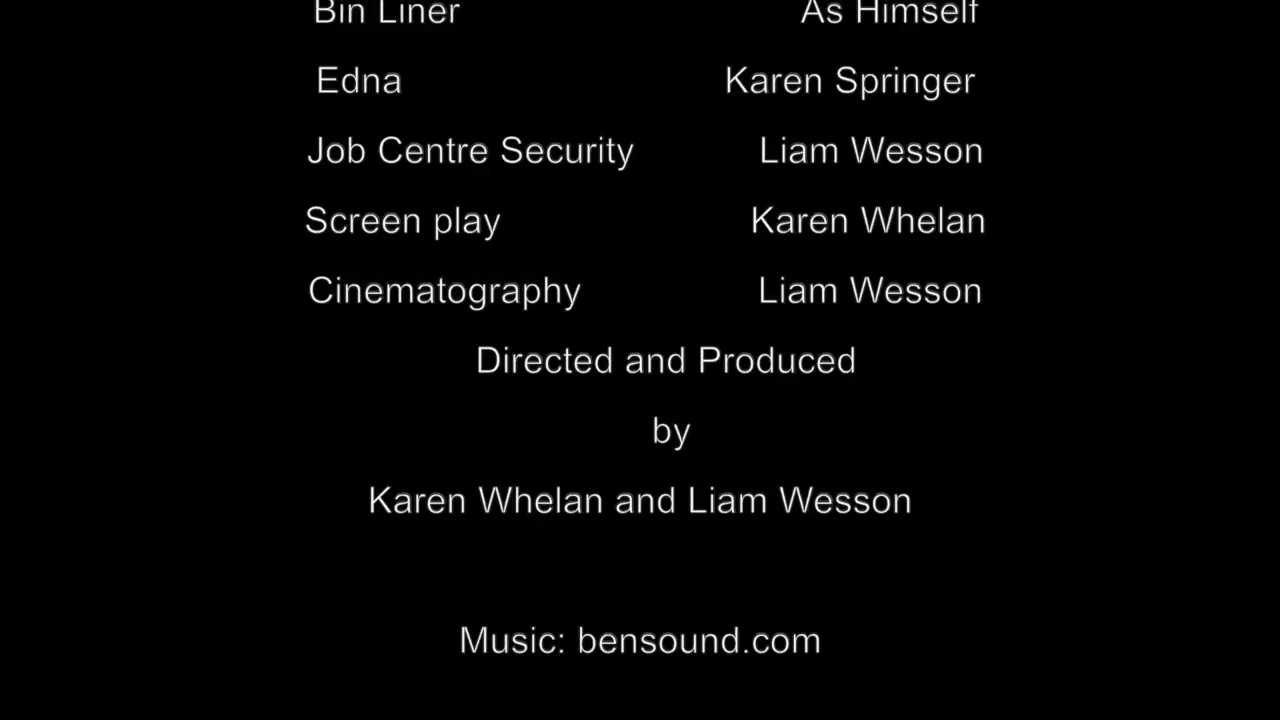 Bin Liner As Himself
Edna Karen Springer
Job Centre Security Liam Wesson
Screen play Karen Whelan
Cinematography Liam Wesson
Directed and Produced
by
Karen Whelan and Liam Wesson
Music: bensound.com